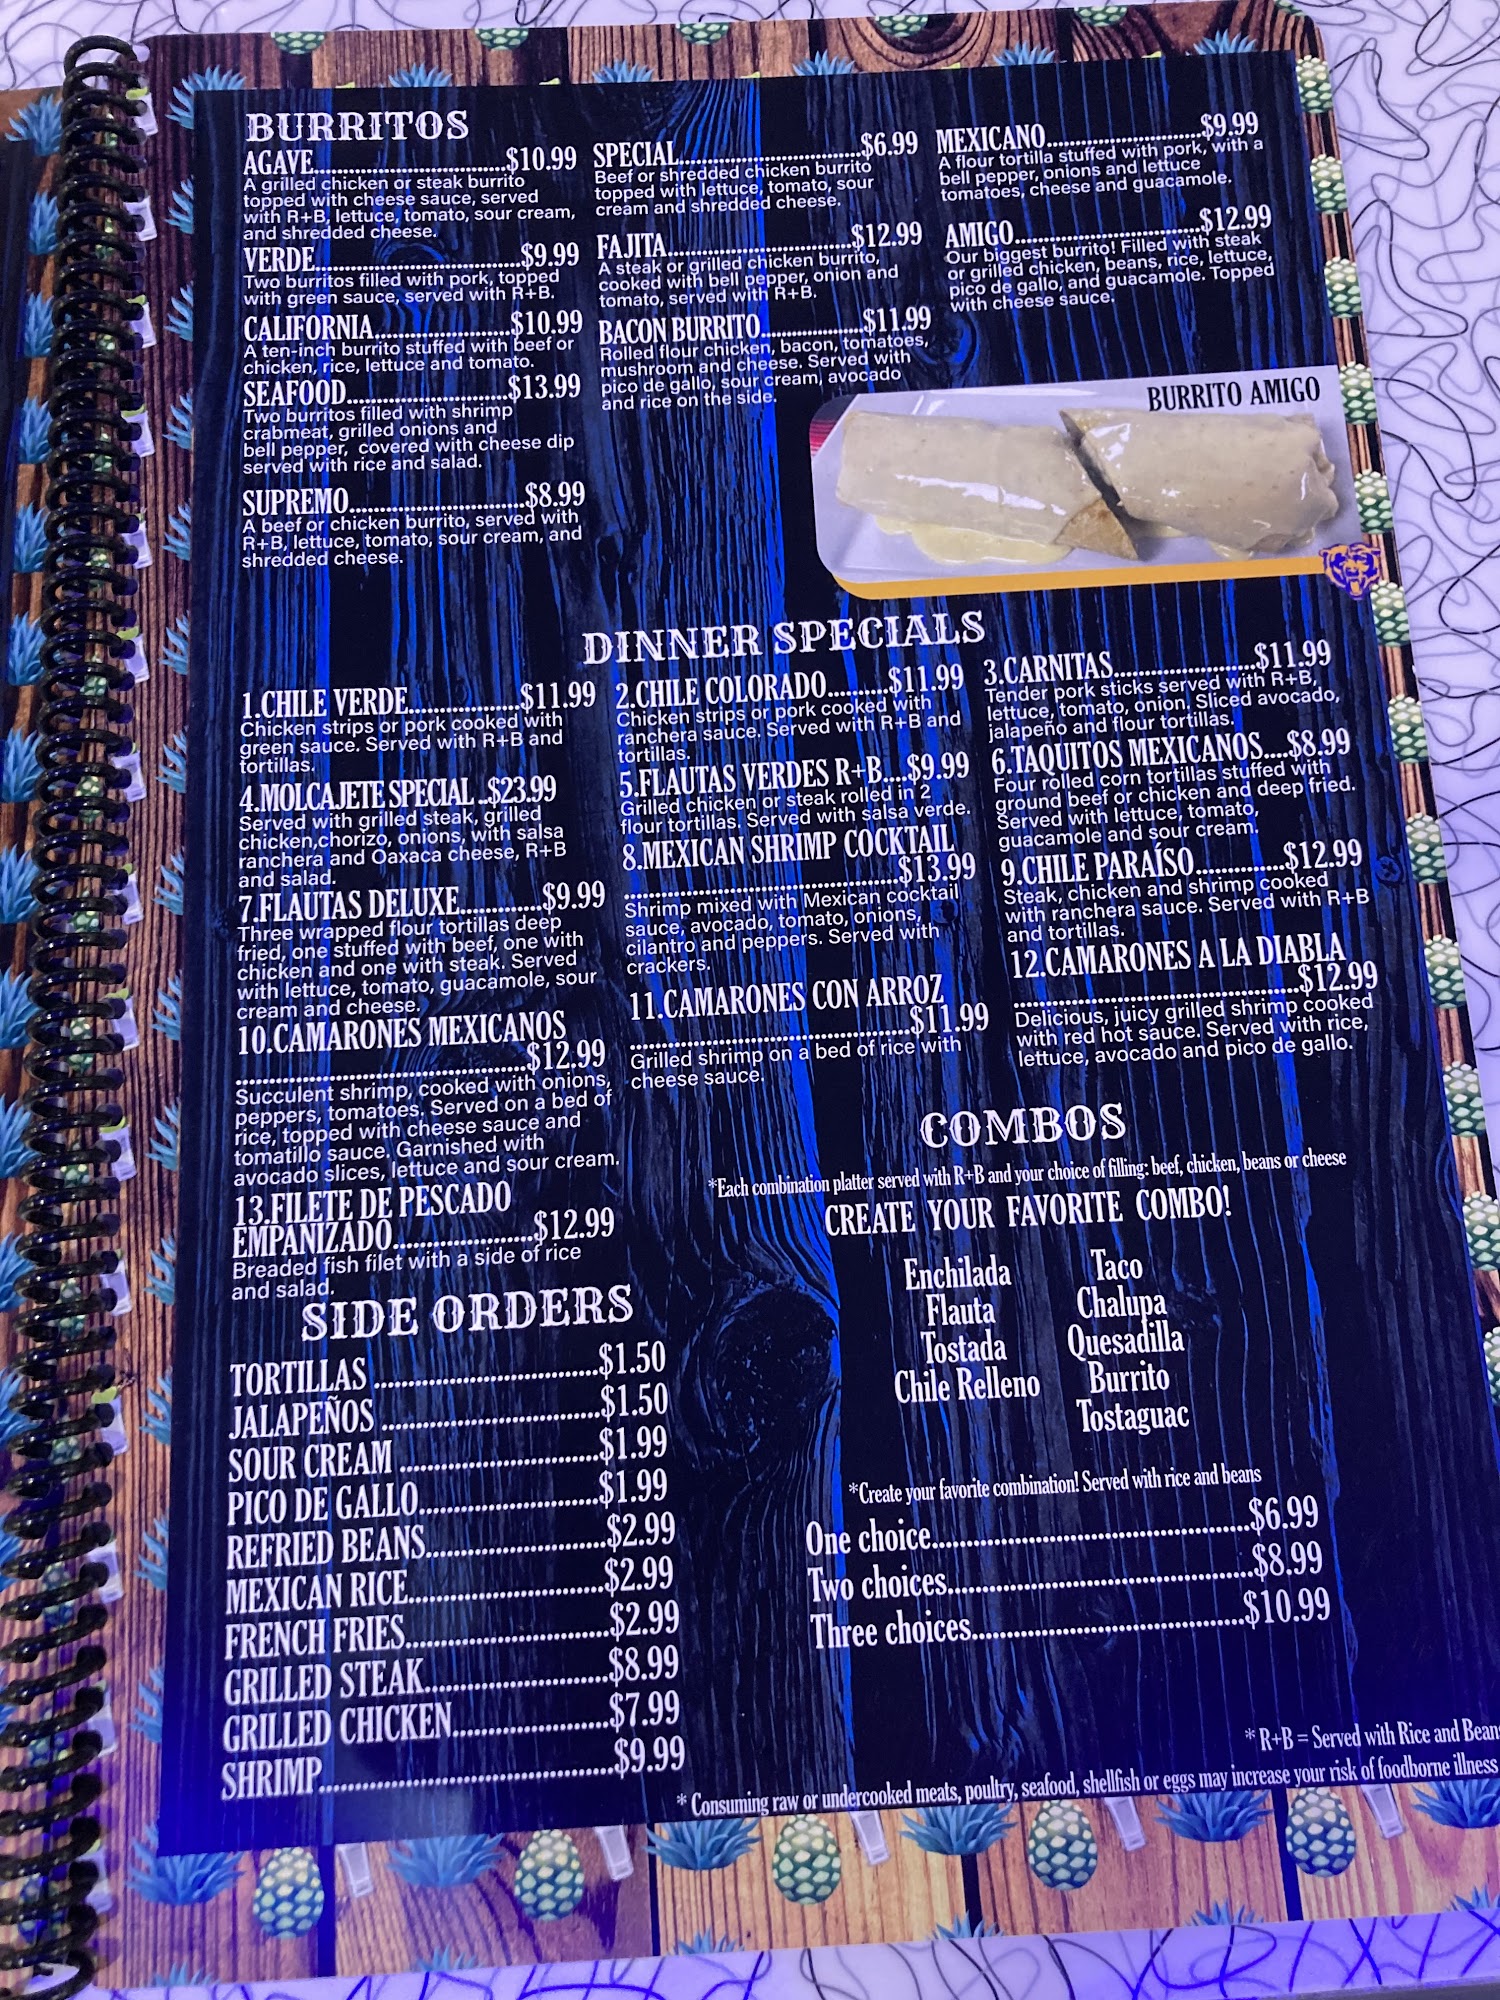 BURRITOS
AGAVE..............................$10.99
A grilled chicken or steak burrito
topped with cheese sauce, served
with R+B, lettuce, tomato, sour cream,
and shredded cheese.
VERDE..............................$9.99
Two burritos filled with pork, topped
with green sauce, served with R+B.
CALIFORNIA.....................$10.99
A ten-inch burrito stuffed with beef or
chicken, rice, lettuce and tomato.
SEAFOOD.........................$13.99
Two burritos filled with shrimp
crabmeat, grilled onions and
bell pepper, covered with cheese dip
served with rice and salad.
SUPREMO..........................$8.99
A beef or chicken burrito, served with
R+B, lettuce, tomato, sour cream, and
shredded cheese.
SPECIAL............................$6.99
Beef or shredded chicken burrito
topped with lettuce, tomato, sour
cream and shredded cheese.
FAJITA............................$12.99
A steak or grilled chicken burrito,
cooked with bell pepper, onion and
tomato, served with R+B.
BACON BURRITO................$11.99
Rolled flour chicken, bacon, tomatoes,
mushroom and cheese. Served with
pico de gallo, sour cream, avocado
and rice on the side.
MEXICANO........................$9.99
A flour tortilla stuffed with pork, with a
bell pepper, onions and lettuce
tomatoes, cheese and guacamole.
AMIGO............................$12.99
Our biggest burrito! Filled with steak
or grilled chicken, beans, rice, lettuce,
pico de gallo, and guacamole. Topped
with cheese sauce.
BURRITO AMIGO
DINNER SPECIALS
1.CHILE VERDE.................$11.99
Chicken strips or pork cooked with
green sauce. Served with R+B and
tortillas.
2.CHILE COLORADO..........$11.99
Chicken strips or pork cooked with
ranchera sauce. Served with R+B and
tortillas.
3.CARNITAS.......................$11.99
Tender pork sticks served with R+B,
lettuce, tomato, onion. Sliced avocado,
jalapeño and flour tortillas.
4.MOLCAJETE SPECIAL ..$23.99
Served with grilled steak, grilled
chicken,chorizo, onions, with salsa
ranchera and Oaxaca cheese, R+B
and salad.
5.FLAUTAS VERDES R+B....$9.99
Grilled chicken or steak rolled in 2
flour tortillas. Served with salsa verde.
6.TAQUITOS MEXICANOS....$8.99
Four rolled corn tortillas stuffed with
ground beef or chicken and deep fried.
Served with lettuce, tomato,
guacamole and sour cream.
7.FLAUTAS DELUXE............$9.99
Three wrapped flour tortillas deep
fried, one stuffed with beef, one with
chicken and one with steak. Served
with lettuce, tomato, guacamole, sour
cream and cheese.
8.MEXICAN SHRIMP COCKTAIL
..........................................$13.99
Shrimp mixed with Mexican cocktail
sauce, avocado, tomato, onions,
cilantro and peppers. Served with
crackers.
9.CHILE PARAÍSO..............$12.99
Steak, chicken and shrimp cooked
with ranchera sauce. Served with R+B
and tortillas.
10.CAMARONES MEXICANOS
............................................$12.99
Succulent shrimp, cooked with onions,
peppers, tomatoes. Served on a bed of
rice, topped with cheese sauce and
tomatillo sauce. Garnished with
avocado slices, lettuce and sour cream.
11.CAMARONES CON ARROZ
..........................................$11.99
Grilled shrimp on a bed of rice with
cheese sauce.
12.CAMARONES A LA DIABLA
...........................................$12.99
Delicious, juicy grilled shrimp cooked
with red hot sauce. Served with rice,
lettuce, avocado and pico de gallo.
13.FILETE DE PESCADO
EMPANIZADO.....................$12.99
Breaded fish filet with a side of rice
and salad.
SIDE ORDERS
TORTILLAS ..................................$1.50
JALAPEÑOS .................................$1.50
SOUR CREAM ..............................$1.99
PICO DE GALLO...........................$1.99
REFRIED BEANS..........................$2.99
MEXICAN RICE............................$2.99
FRENCH FRIES............................$2.99
GRILLED STEAK..........................$8.99
GRILLED CHICKEN......................$7.99
SHRIMP.........................................$9.99
COMBOS
*Each combination platter served with R+B and your choice of filling: beef, chicken, beans or cheese
CREATE YOUR FAVORITE COMBO!
Enchilada Taco
Flauta Chalupa
Tostada Quesadilla
Chile Relleno Burrito
Tostaguac
*Create your favorite combination! Served with rice and beans
One choice...............................................$6.99
Two choices..............................................$8.99
Three choices.........................................$10.99
* R+B = Served with Rice and Bean
* Consuming raw or undercooked meats, poultry, seafood, shellfish or eggs may increase your risk of foodborne illness